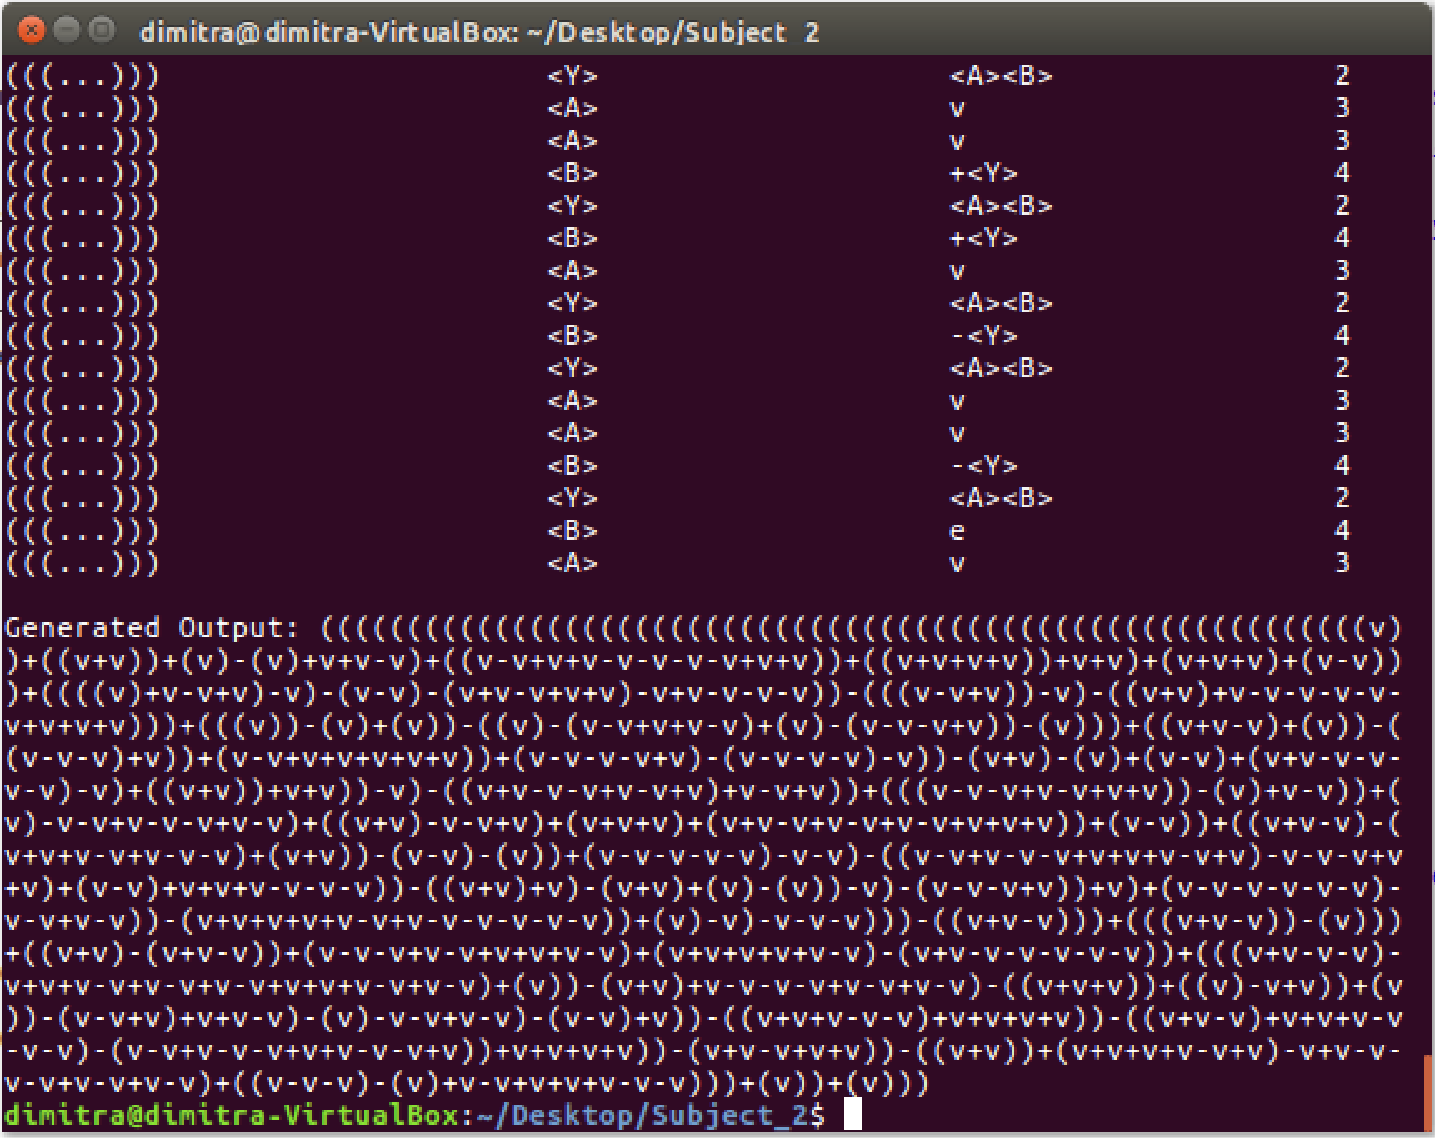 dimitra@dimitra-VirtualBox: ~/Desktop/Subject 2
(((...))) <Y> <A><B> 2
(((...))) <A> v 3
(((...))) <A> v 3
(((...))) <B> +<Y> 4
(((...))) <Y> <A><B> 2
(((...))) <B> +<Y> 4
(((...))) <A> v 3
(((...))) <Y> <A><B> 2
(((...))) <B> -<Y> 4
(((...))) <Y> <A><B> 2
(((...))) <A> v 3
(((...))) <A> v 3
(((...))) <B> -<Y> 4
(((...))) <Y> <A><B> 2
(((...))) <B> e 4
(((...))) <A> v 3
Generated Output: ((((((((((((((((((((((((((((((((((((((((((((((((((((((((((((v)
)+((v+v))+(v)-(v)+v+v-v)+((v-v+v+v-v-v-v-v-v+v+v))+((v+v+v+v))+v+v)+(v+v+v)+(v-v))
)+((((v)+v-v+v)-v)-(v-v)-(v+v-v+v+v)-v+v-v-v-v))-(((v-v+v))-v)-((v+v)+v-v-v-v-v-
v+v+v+v)))+(((v))-(v)+(v))-((v)-(v-v+v+v-v)+(v)-(v-v-v+v))-(v)))+((v+v-v)+(v))-(
(v-v-v)+v))+(v-v+v+v+v+v+v))+(v-v-v-v+v)-(v-v-v-v)-v))-(v+v)-(v)+(v-v)+(v+v-v-v-
v-v)-v)+((v+v))+v+v))-v)-((v+v-v-v+v-v+v)+v-v+v))+(((v-v-v+v-v+v+v))-(v)+v-v))+(
v)-v-v+v-v-v-v+v-v)+((v+v)-v-v+v)+(v+v+v)+(v+v-v+v-v+v-v+v+v+v))+(v-v))+((v+v-v)-(
v+v+v-v+v-v-v)+(v+v))-(v-v)-(v))+(v-v-v-v-v)-v-v)-((v-v+v-v-v+v+v+v-v+v)-v-v-v+v
+v)+(v-v)+v+v+v-v-v-v))-((v+v)+v)-(v+v)+(v)-(v))-v)-(v-v-v+v))+v)+(v-v-v-v-v-v)-
v-v+v-v))-(v+v+v+v+v-v+v-v-v-v-v-v))+(v)-v)-v-v-v)))-((v+v-v)))+(((v+v-v))-(v)))
+((v+v)-(v+v))+(v-v-v+v-v+v+v+v-v)+(v+v+v+v+v-v)-(v+v-v-v-v-v-v))+(((v+v-v-v)-
v+v+v-v+v-v+v-v+v+v+v-v+v-v)+(v))-(v+v)+v-v-v-v+v-v+v-v)-((v+v+v))+((v)-v+v))+(v
))-(v-v+v)+v+v-v)-(v)-v-v+v-v)-(v-v)+v))-((v+v+v-v-v)+v+v+v+v))-((v+v-v)+v+v+v-v
-v-v)-(v-v+v-v-v+v+v-v-v+v))+v+v+v+v))-(v+v-v+v+v))-((v+v))+(v+v+v+v-v+v)-v+v-v-
v-v+v-v+v-v)+((v-v-v)-(v)+v-v+v+v+v-v-v)))+(v))+(v)))
dimitra@dimitra-VirtualBox:~/Desktop/Subject_2$